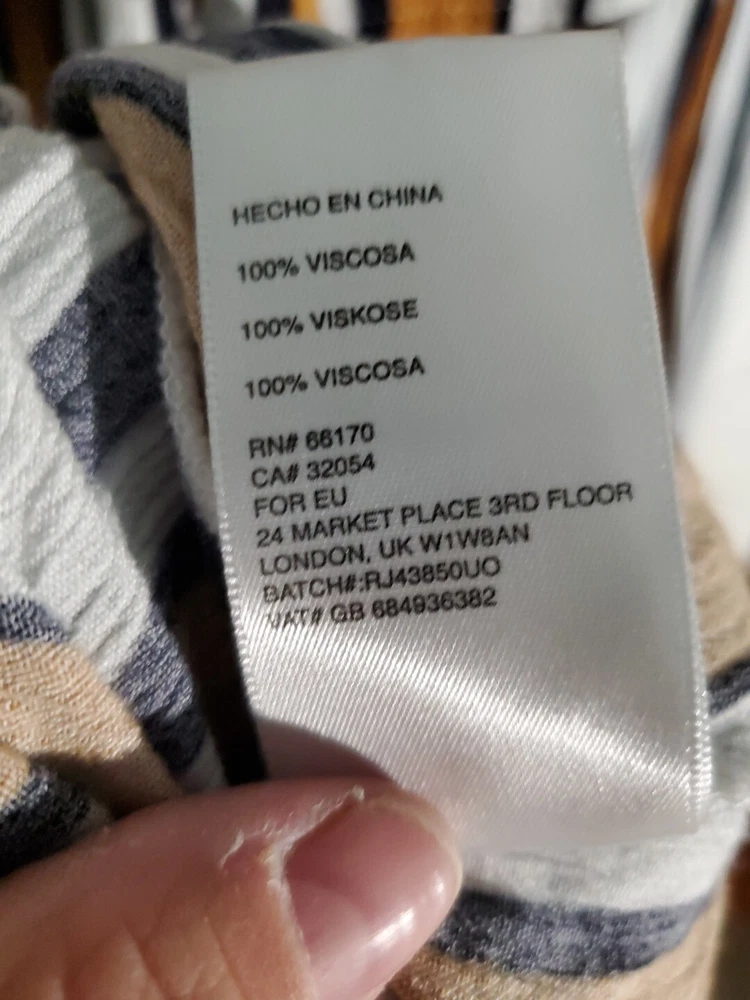 HECHO EN CHINA
100% VISCOSA
100% VISKOSE
100% VISCOSA
RN# 66170
CA# 32054
FOR EU
24 MARKET PLACE 3RD FLOOR
LONDON, UK W1W8AN
BATCH#:RJ43850UO
VAT# GB 684936382